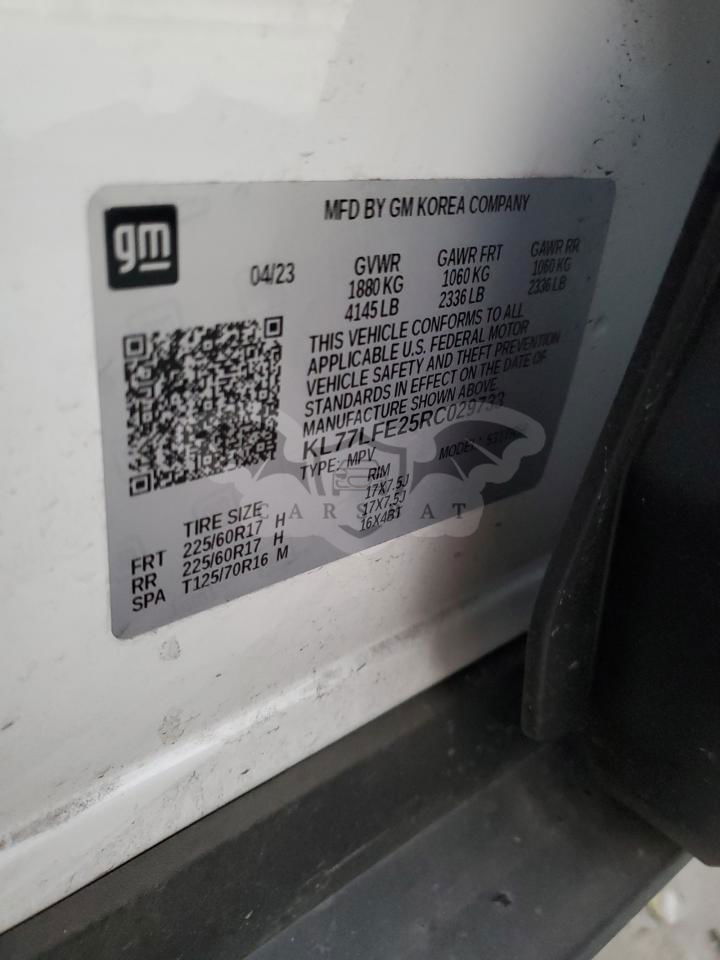 gm
MFD BY GM KOREA COMPANY
04/23
GVWR
1880 KG
4145 LB
GAWR FRT
1060 KG
2336 LB
GAWR RR
1060 KG
2336 LB
THIS VEHICLE CONFORMS TO ALL
APPLICABLE U.S. FEDERAL MOTOR
VEHICLE SAFETY AND THEFT PREVENTION
STANDARDS IN EFFECT ON THE DATE OF
MANUFACTURE SHOWN ABOVE.
KL77LFE25RC029733
TYPE: MPV MODEL:
TIRE SIZE RIM
FRT 225/60R17 H 17X7.5J
RR 225/60R17 H 17X7.5J
SPA T125/70R16 M 16X4BT